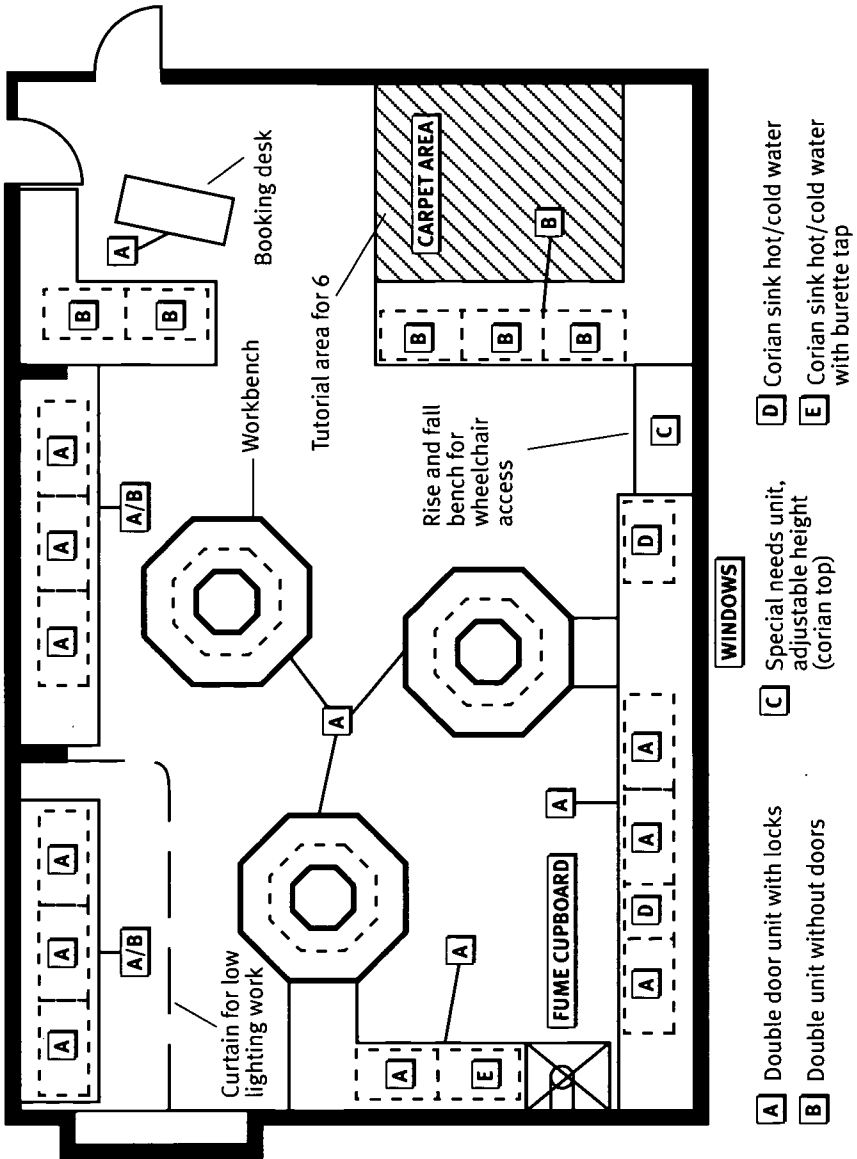 A A A A A A B
A
A/B A/B
B
Curtain for low
lighting work
Workbench
Booking desk
Tutorial area for 6
A
A
B
CARPET AREA
Rise and fall
bench for
wheelchair
access
A
E
B
B
FUME CUPBOARD
A
B
A D A A D C
WINDOWS
A Double door unit with locks
B Double unit without doors
C Special needs unit,
adjustable height
(corian top)
D Corian sink hot/cold water
E Corian sink hot/cold water
with burette tap